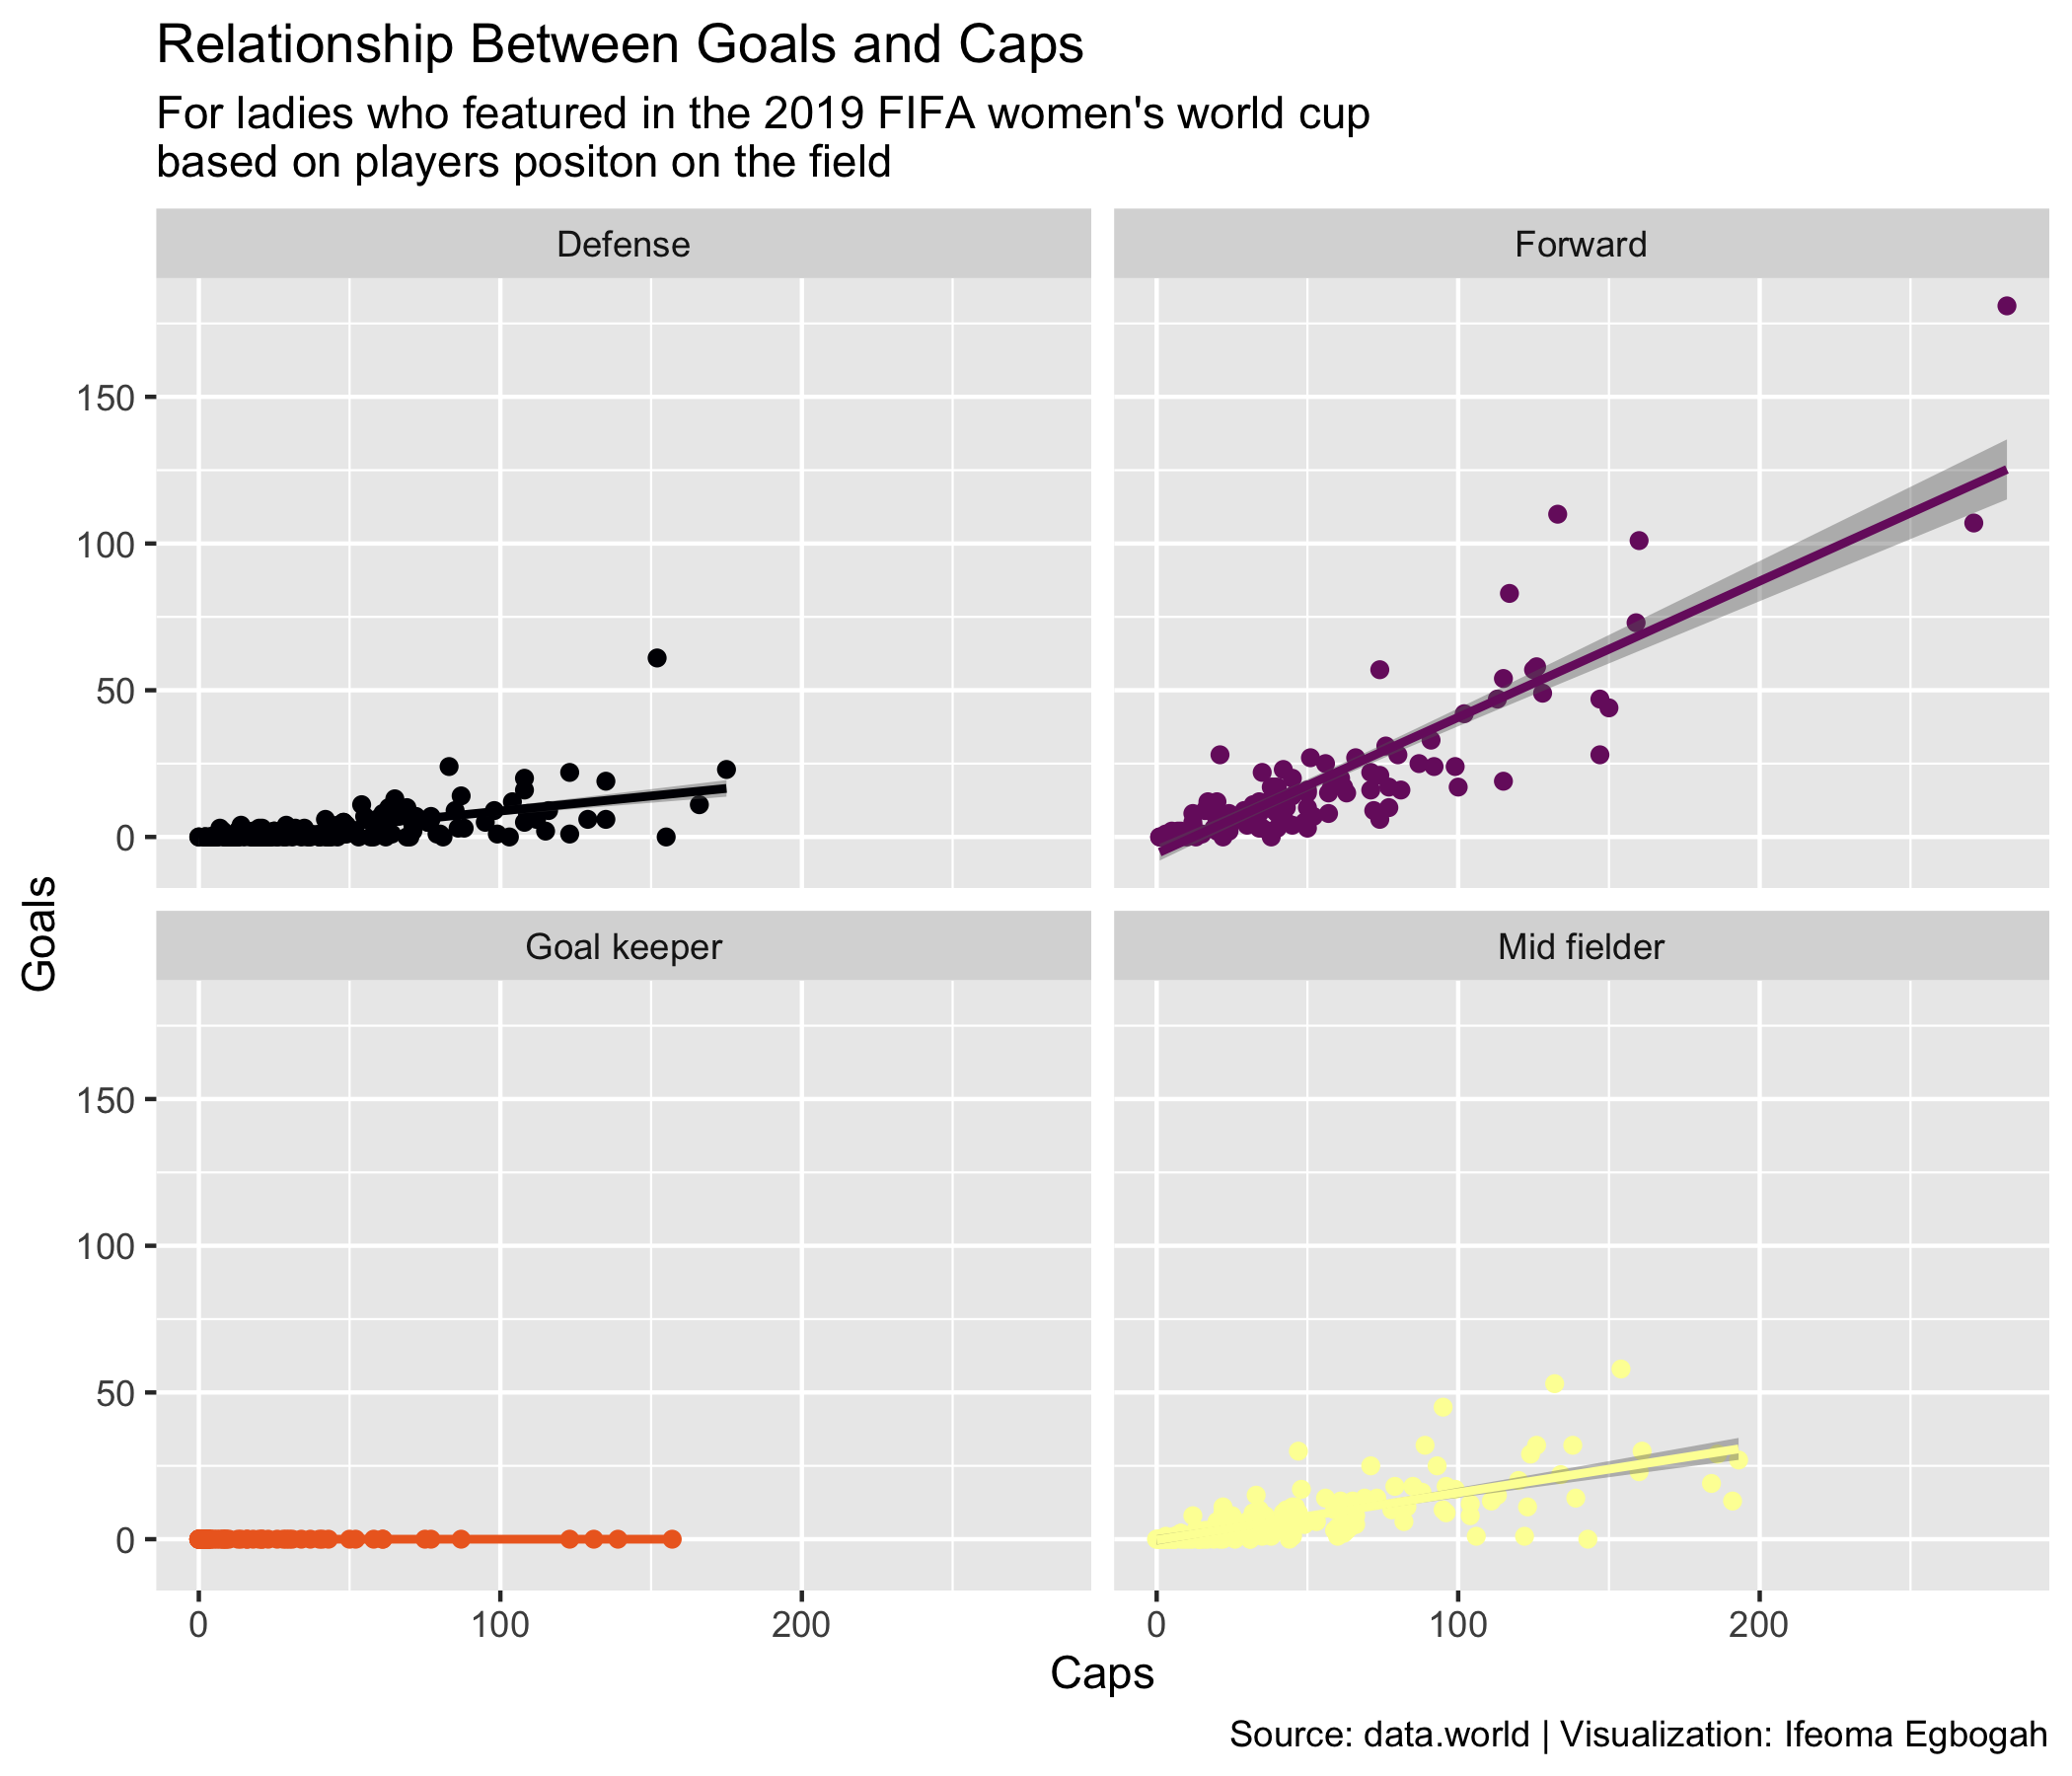 Relationship Between Goals and Caps
For ladies who featured in the 2019 FIFA women's world cup
based on players positon on the field
Defense
Forward
150
100
50
0
Goals
Goal keeper
Mid fielder
150
100
50
0
0
100
200
0
100
200
Caps
Source: data.world | Visualization: Ifeoma Egbogah